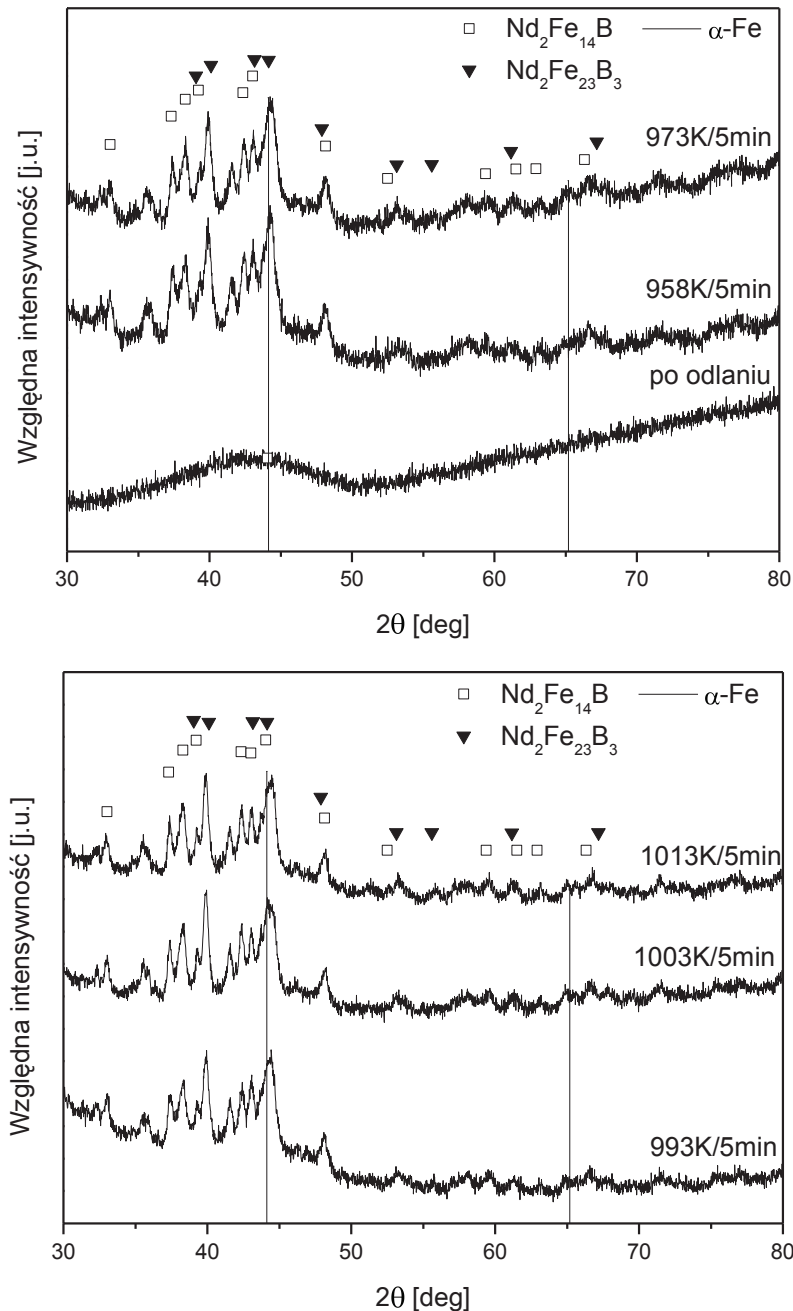 □ Nd₂Fe₁₄B — α-Fe
▼ Nd₂Fe₂₃B₃
973K/5min
958K/5min
po odlaniu
Względna intensywność [j.u.]
30 40 50 60 70 80
2θ [deg]
□ Nd₂Fe₁₄B — α-Fe
▼ Nd₂Fe₂₃B₃
1013K/5min
1003K/5min
993K/5min
Względna intensywność [j.u.]
30 40 50 60 70 80
2θ [deg]